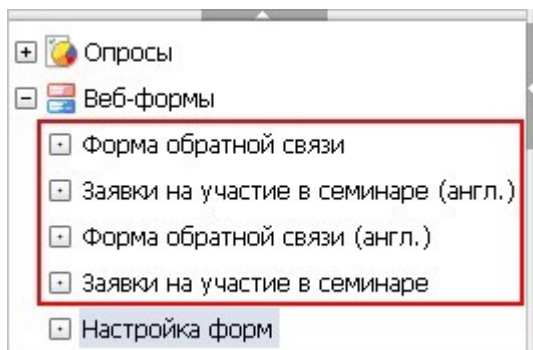 Опросы
Веб-формы
Форма обратной связи
Заявки на участие в семинаре (англ.)
Форма обратной связи (англ.)
Заявки на участие в семинаре
Настройка форм